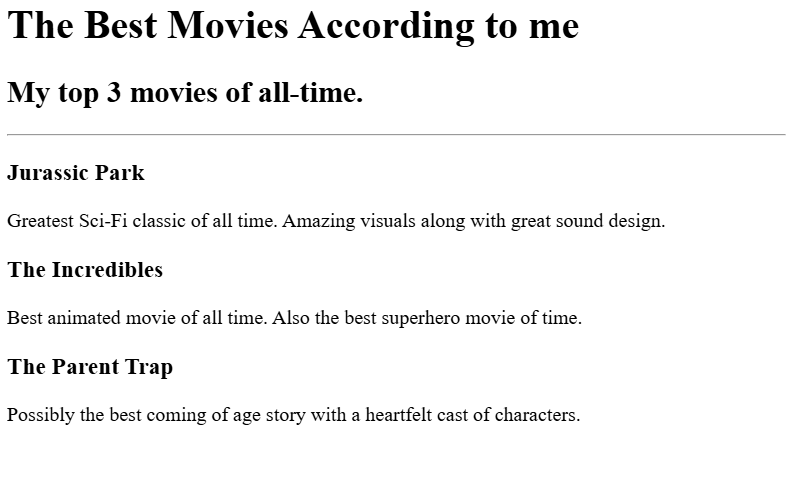 The Best Movies According to me
My top 3 movies of all-time.
Jurassic Park
Greatest Sci-Fi classic of all time. Amazing visuals along with great sound design.
The Incredibles
Best animated movie of all time. Also the best superhero movie of time.
The Parent Trap
Possibly the best coming of age story with a heartfelt cast of characters.